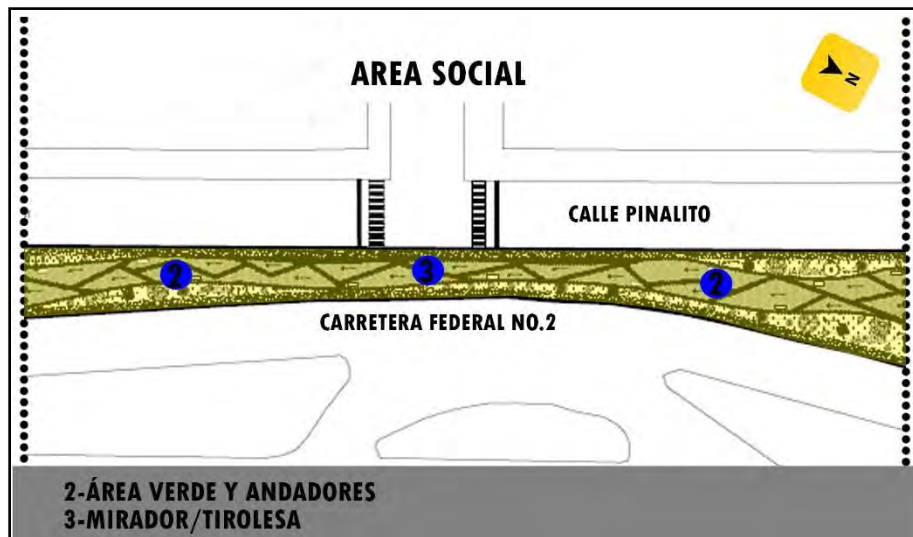 AREA SOCIAL
N
CALLE PINALITO
2
3
2
CARRETERA FEDERAL NO.2
2-ÁREA VERDE Y ANDADORES
3-MIRADOR/TIROLESA